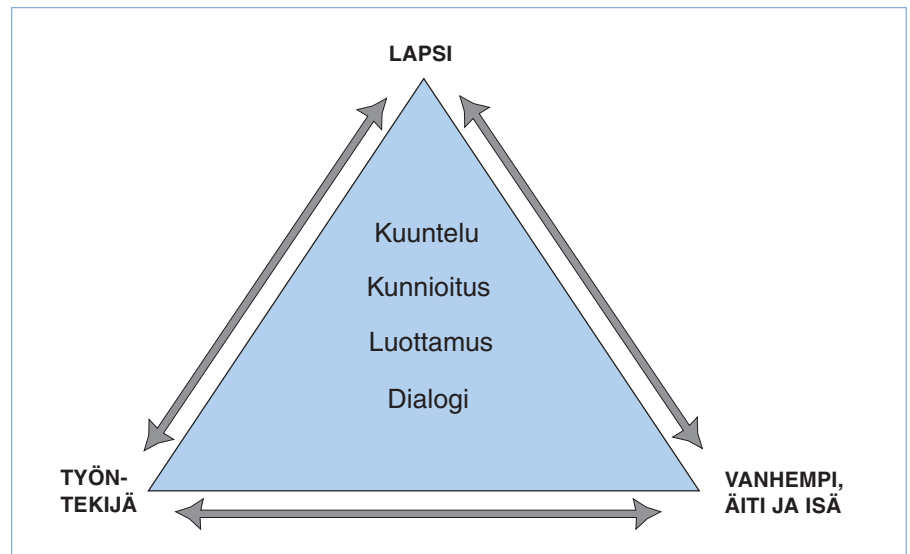 LAPSI
Kuuntelu
Kunnioitus
Luottamus
Dialogi
TYÖN-
TEKIJÄ
VANHEMPI,
ÄITI JA ISÄ